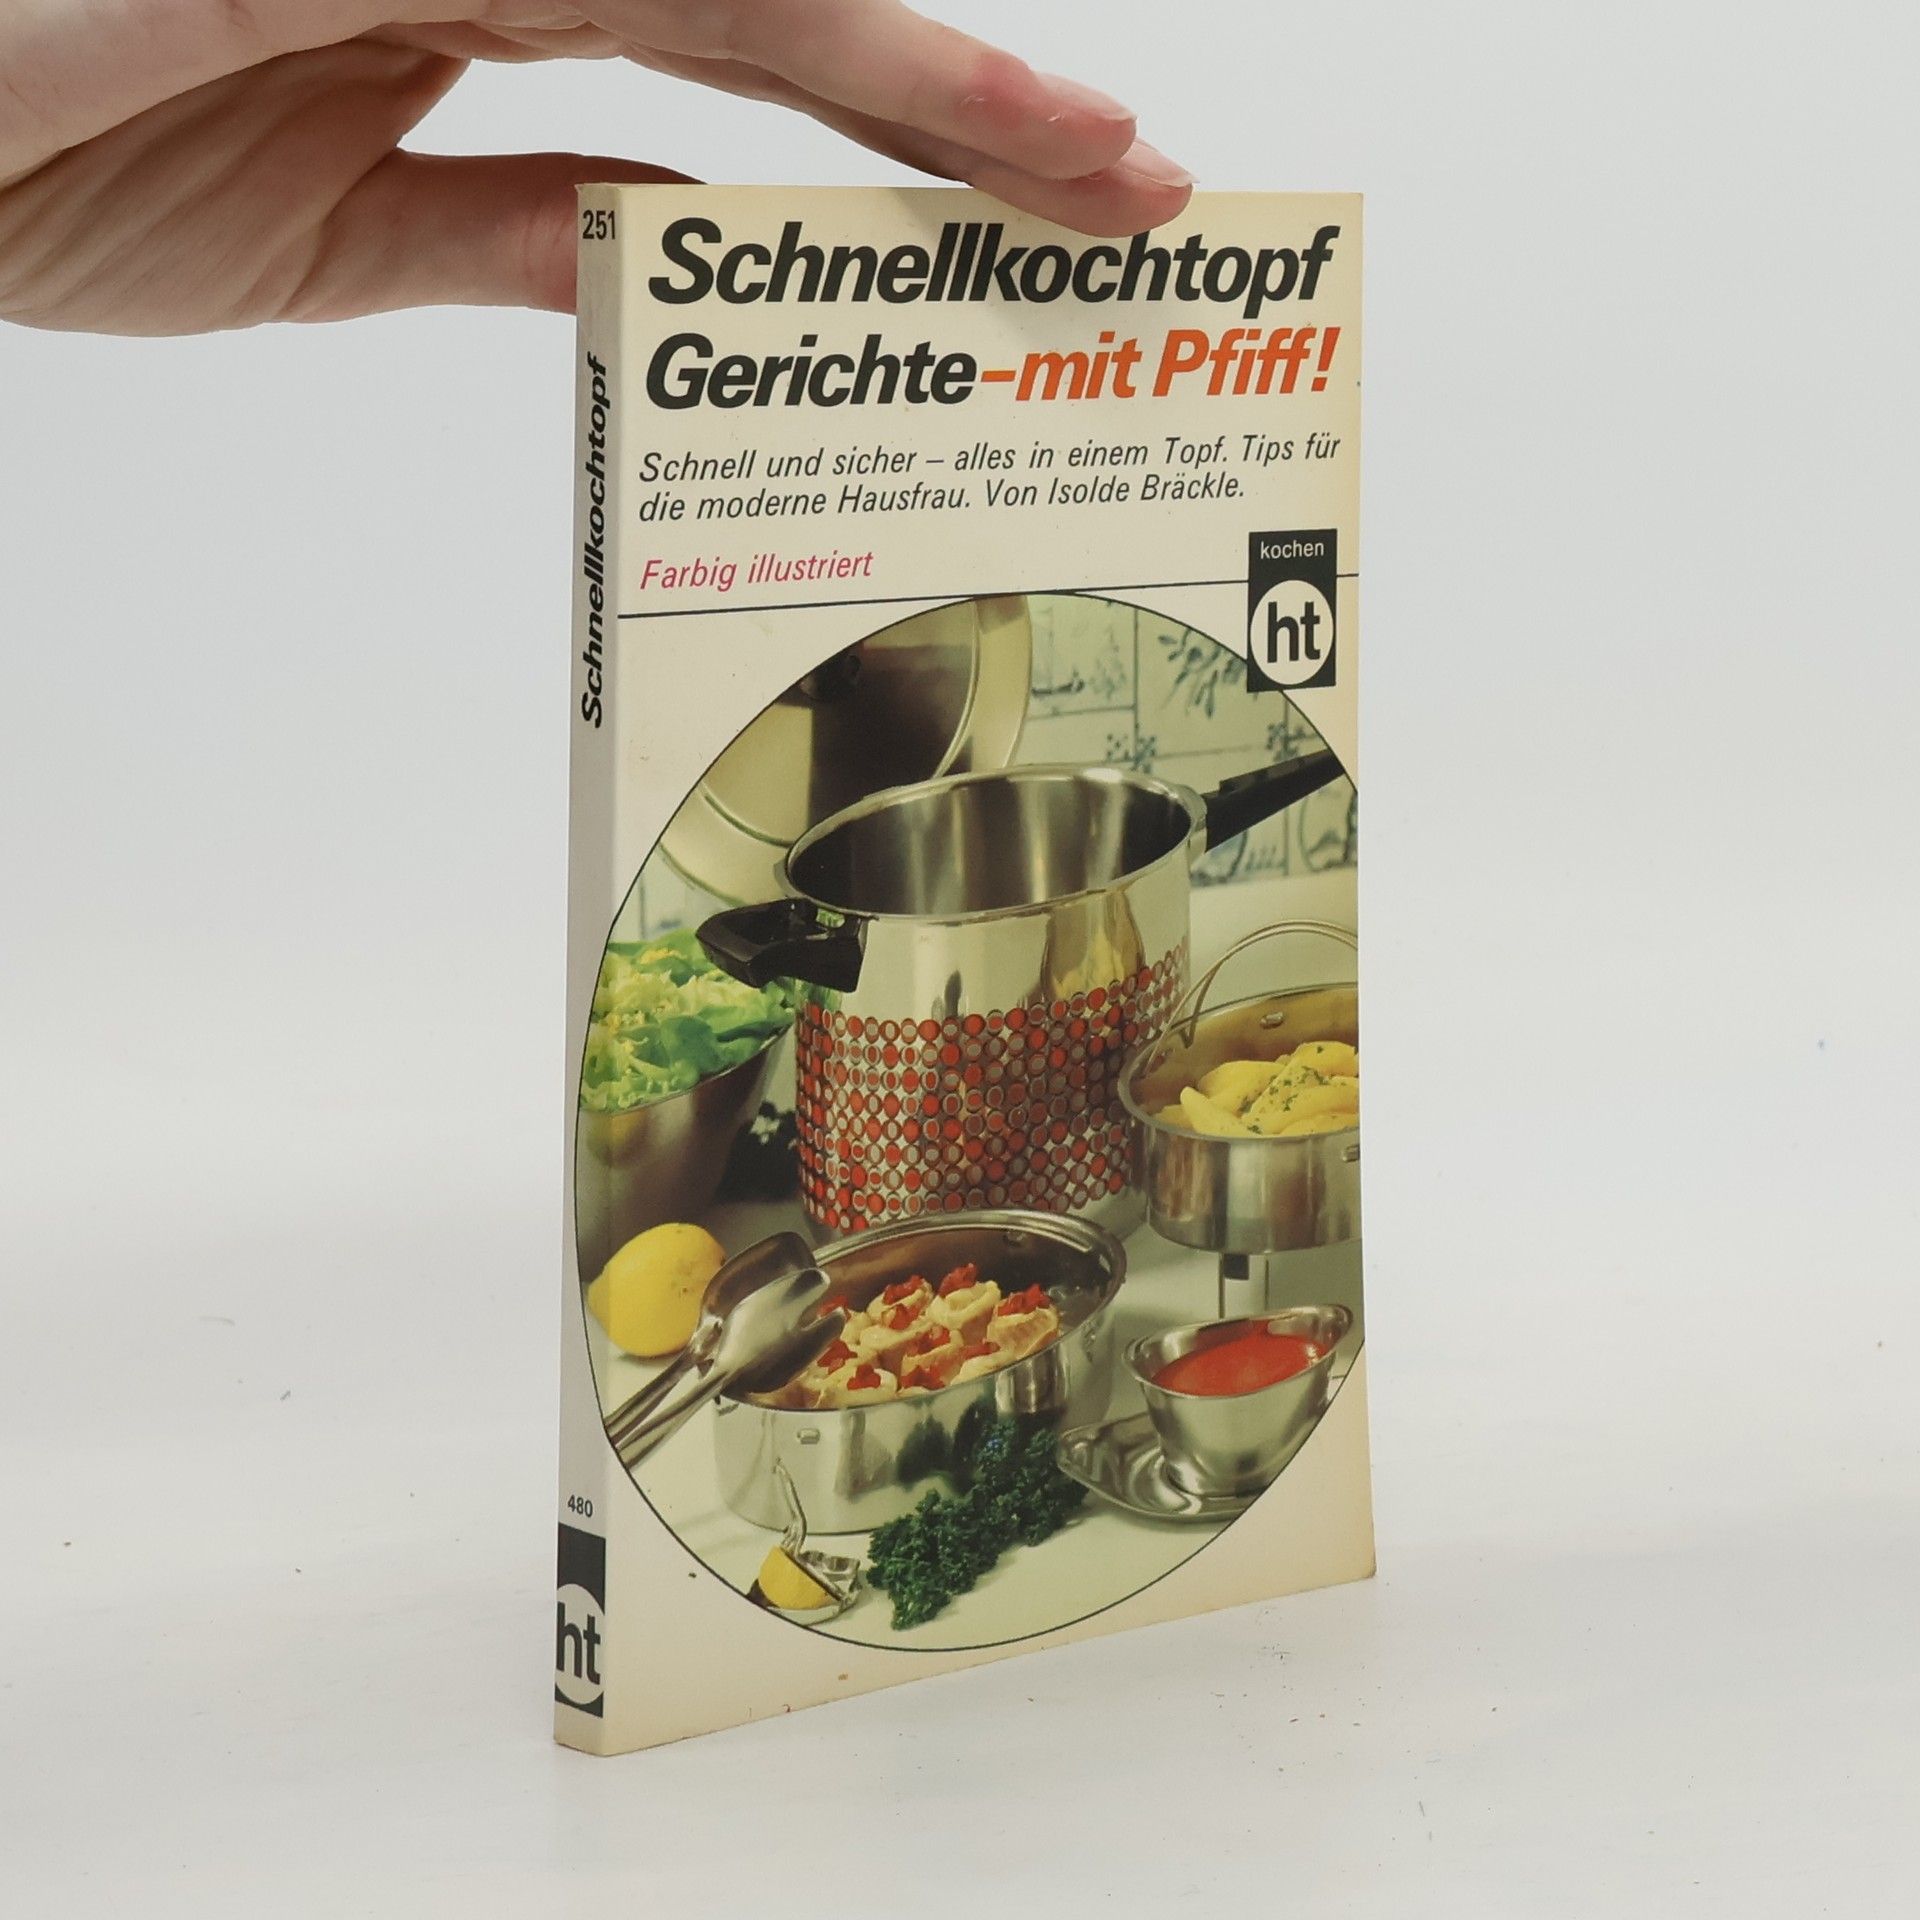 251
Schnellkochtopf
Gerichte–mit Pfiff!
Schnell und sicher – alles in einem Topf. Tips für
die moderne Hausfrau. Von Isolde Bräckle.
Farbig illustriert
kochen
ht
Schnellkochtopf
480
ht